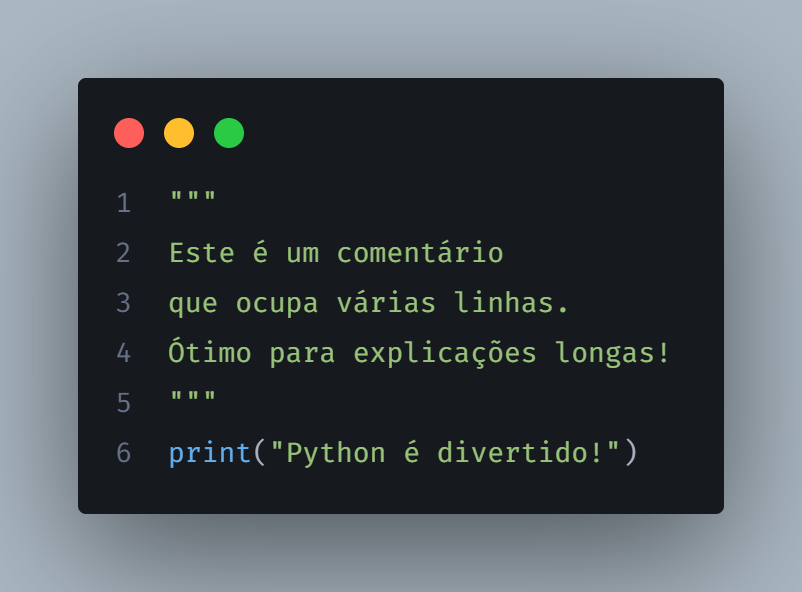 1 """
2 Este é um comentário
3 que ocupa várias linhas.
4 Ótimo para explicações longas!
5 """
6 print("Python é divertido!")